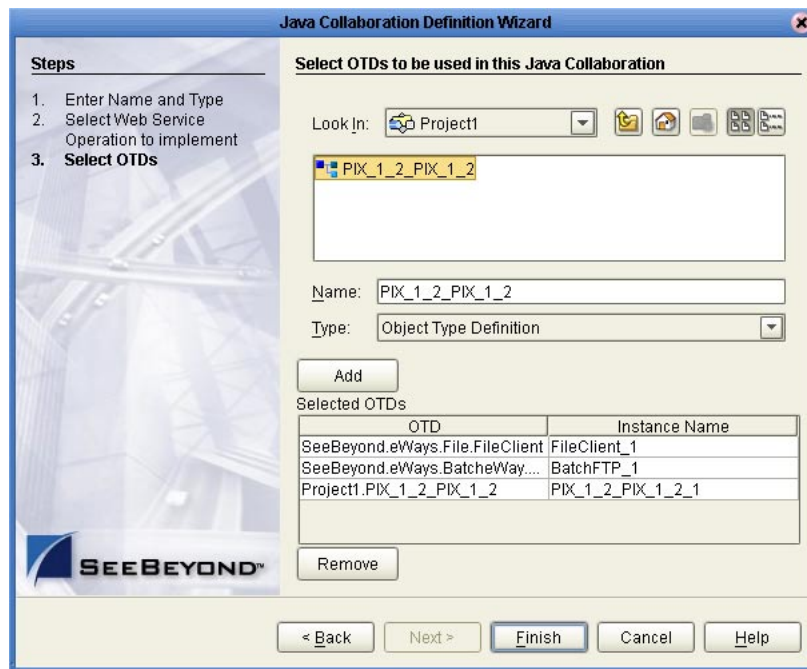 Java Collaboration Definition Wizard
Steps
1. Enter Name and Type
2. Select Web Service
Operation to implement
3. Select OTDs
Select OTDs to be used in this Java Collaboration
Look In: Project1
PIX_1_2_PIX_1_2
Name: PIX_1_2_PIX_1_2
Type: Object Type Definition
Add
Selected OTDs
OTD Instance Name
SeeBeyond.eWays.File.FileClient FileClient_1
SeeBeyond.eWays.BatcheWay.... BatchFTP_1
Project1.PIX_1_2_PIX_1_2 PIX_1_2_PIX_1_2_1
Remove
SEEBEYOND™
< Back Next > Finish Cancel Help